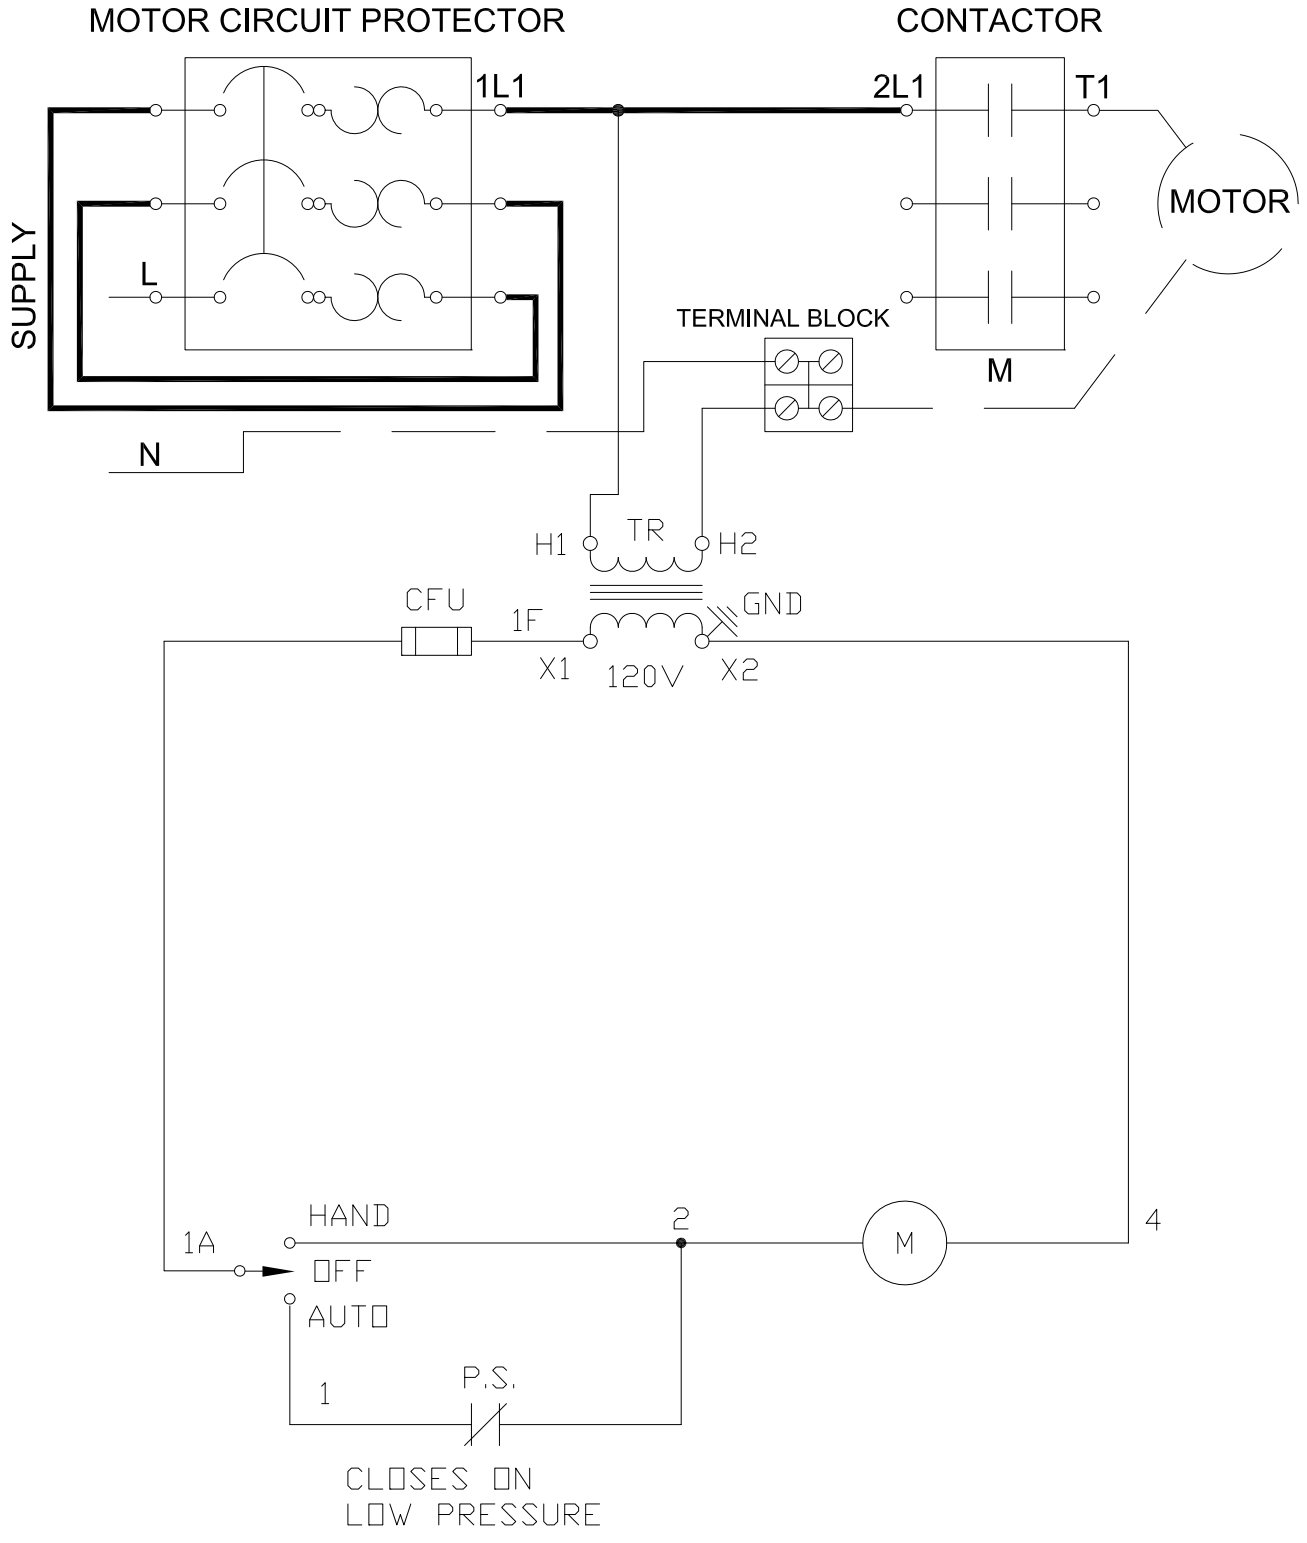 MOTOR CIRCUIT PROTECTOR
CONTACTOR
1L1
2L1
T1
MOTOR
SUPPLY
L
TERMINAL BLOCK
M
N
TR
H1
H2
CFU
1F
GND
X1
120V
X2
HAND
2
4
1A
M
OFF
AUTO
P.S.
1
CLOSES ON
LOW PRESSURE